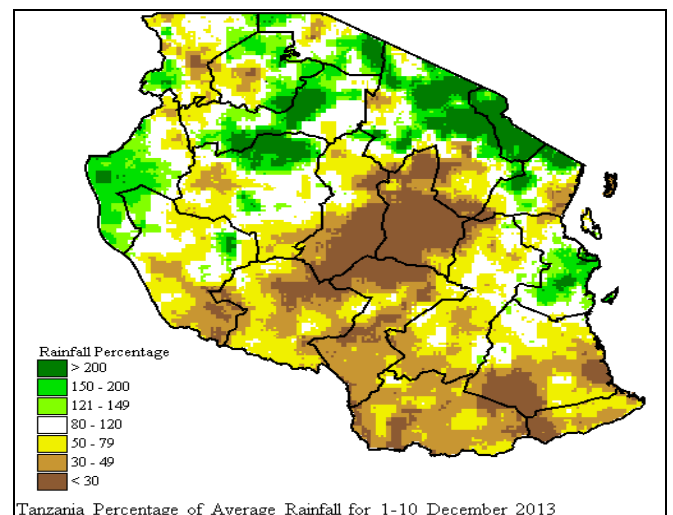 Rainfall Percentage
> 200
150 - 200
121 - 149
80 - 120
50 - 79
30 - 49
< 30
Tanzania Percentage of Average Rainfall for 1-10 December 2013